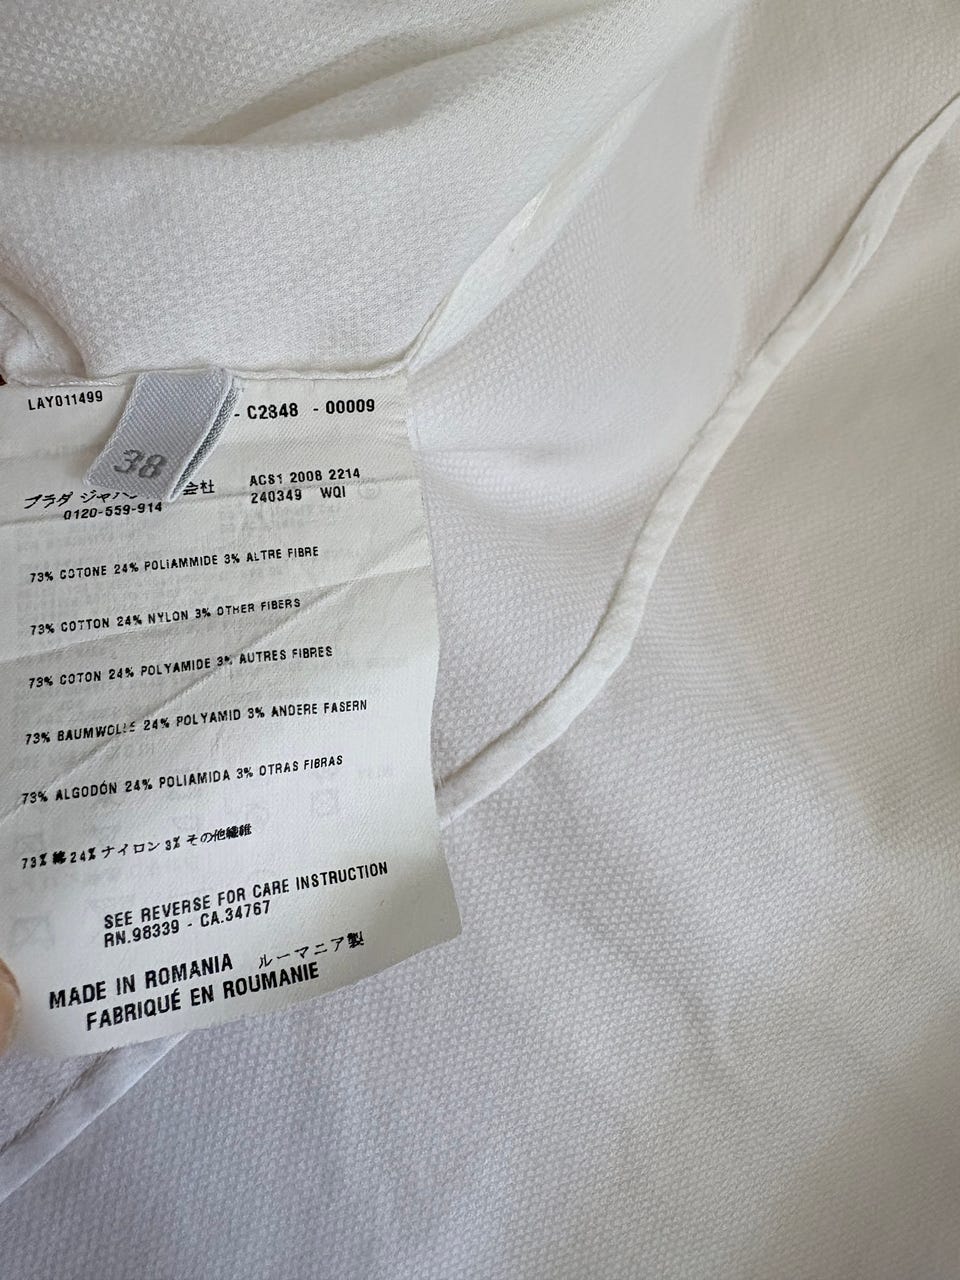 LAY011499
- C2848 - 00009
38
プラダ ジャパン 会社
0120-559-914
ACS1 2008 2214
240349 WQI
73% COTONE 24% POLIAMMIDE 3% ALTRE FIBRE
73% COTTON 24% NYLON 3% OTHER FIBERS
73% COTON 24% POLYAMIDE 3% AUTRES FIBRES
73% BAUMWOLLE 24% POLYAMID 3% ANDERE FASERN
73% ALGODÓN 24% POLIAMIDA 3% OTRAS FIBRAS
73% 綿 24% ナイロン 3% その他繊維
SEE REVERSE FOR CARE INSTRUCTION
RN.98339 - CA.34767
MADE IN ROMANIA ルーマニア製
FABRIQUÉ EN ROUMANIE